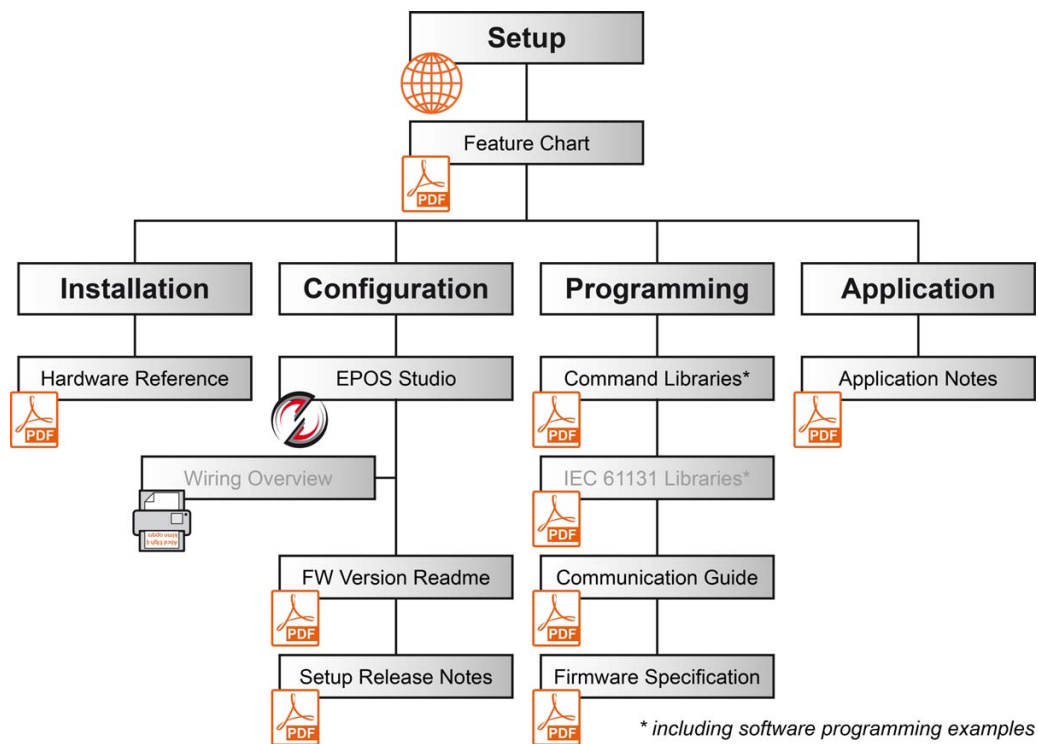 Setup
Feature Chart
PDF
Installation
Configuration
Programming
Application
Hardware Reference
EPOS Studio
Command Libraries*
Application Notes
PDF
PDF
PDF
Wiring Overview
IEC 61131 Libraries*
PDF
FW Version Readme
Communication Guide
PDF
PDF
Setup Release Notes
Firmware Specification
PDF
PDF
* including software programming examples